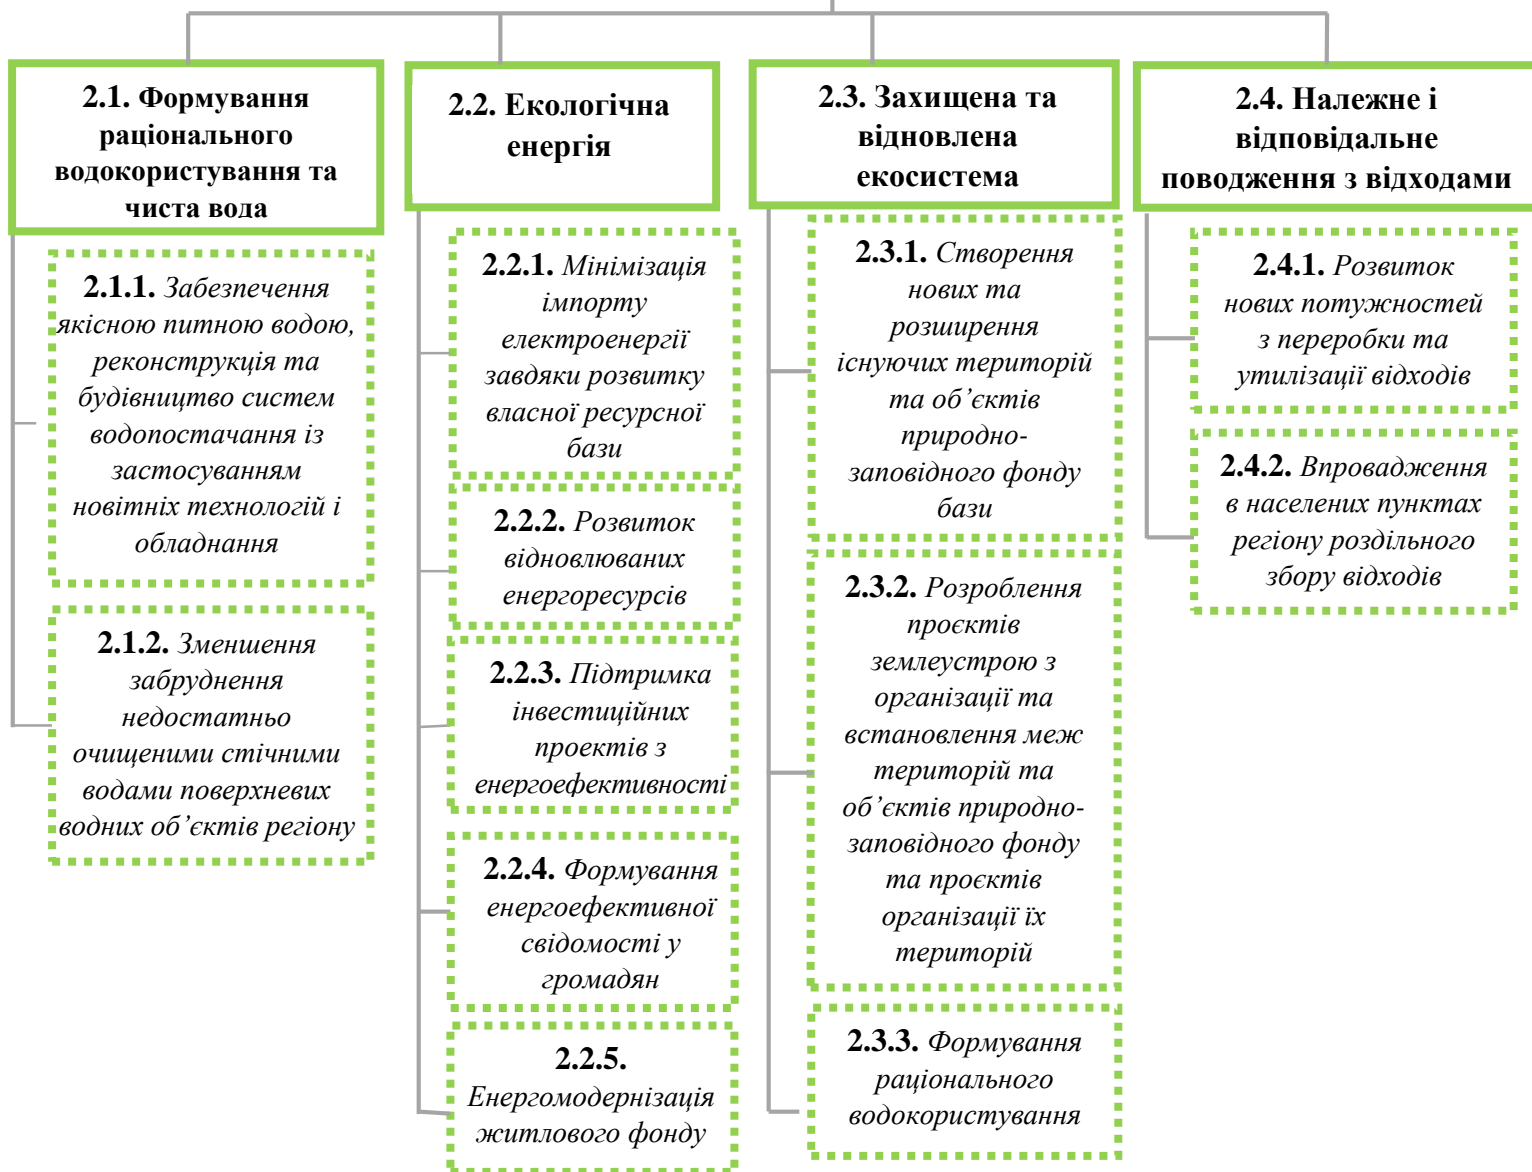 2.1. Формування
раціонального
водокористування та
чиста вода
2.1.1. Забезпечення
якісною питною водою,
реконструкція та
будівництво систем
водопостачання із
застосуванням
новітніх технологій і
обладнання
2.1.2. Зменшення
забруднення
недостатньо
очищеними стічними
водами поверхневих
водних об’єктів регіону
2.2. Екологічна
енергія
2.2.1. Мінімізація
імпорту
електроенергії
завдяки розвитку
власної ресурсної
бази
2.2.2. Розвиток
відновлюваних
енергоресурсів
2.2.3. Підтримка
інвестиційних
проектів з
енергоефективності
2.2.4. Формування
енергоефективної
свідомості у
громадян
2.2.5.
Енергомодернізація
житлового фонду
2.3. Захищена та
відновлена
екосистема
2.3.1. Створення
нових та
розширення
існуючих територій
та об’єктів
природно-
заповідного фонду
бази
2.3.2. Розроблення
проєктів
землеустрою з
організації та
встановлення меж
територій та
об’єктів природно-
заповідного фонду
та проєктів
організації їх
територій
2.3.3. Формування
раціонального
водокористування
2.4. Належне і
відповідальне
поводження з відходами
2.4.1. Розвиток
нових потужностей
з переробки та
утилізації відходів
2.4.2. Впровадження
в населених пунктах
регіону роздільного
збору відходів